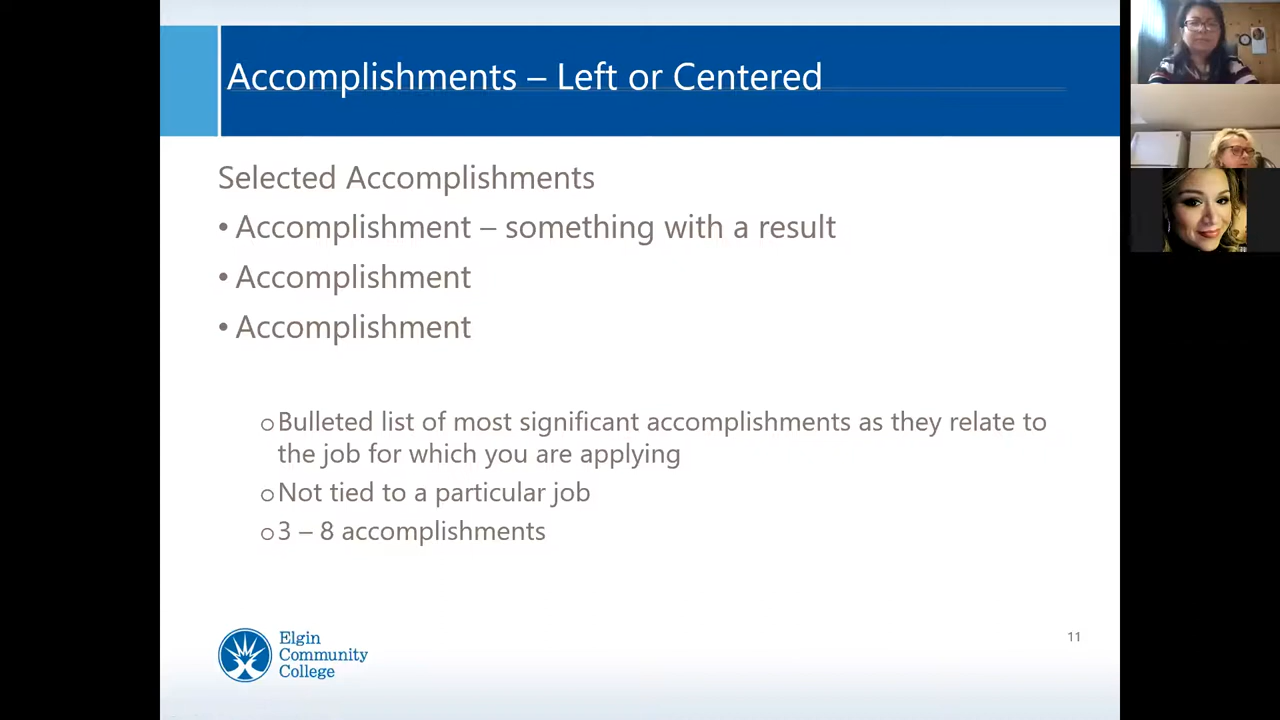 Accomplishments – Left or Centered
Selected Accomplishments
• Accomplishment – something with a result
• Accomplishment
• Accomplishment
o Bulleted list of most significant accomplishments as they relate to
the job for which you are applying
o Not tied to a particular job
o 3 – 8 accomplishments
Elgin
Community
College
11